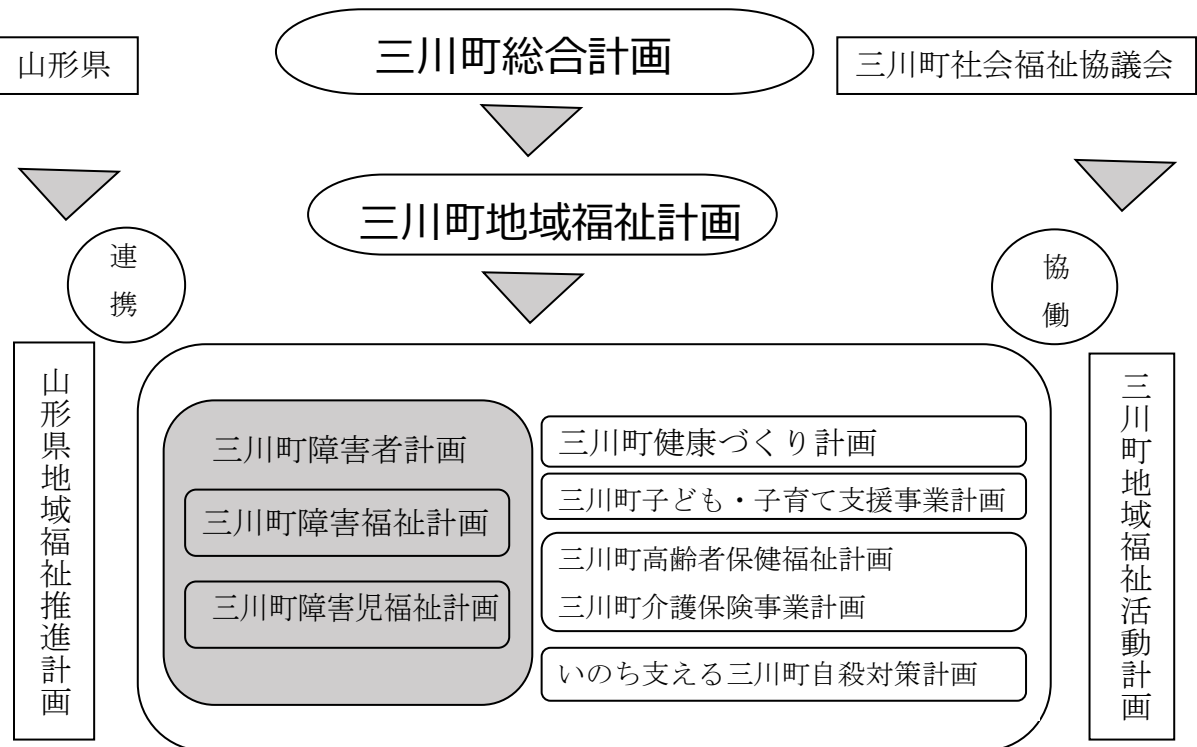 三川町総合計画
山形県
三川町社会福祉協議会
三川町地域福祉計画
連携
協働
山形県地域福祉推進計画
三川町障害者計画
三川町障害福祉計画
三川町障害児福祉計画
三川町健康づくり計画
三川町子ども・子育て支援事業計画
三川町高齢者保健福祉計画
三川町介護保険事業計画
いのち支える三川町自殺対策計画
三川町地域福祉活動計画